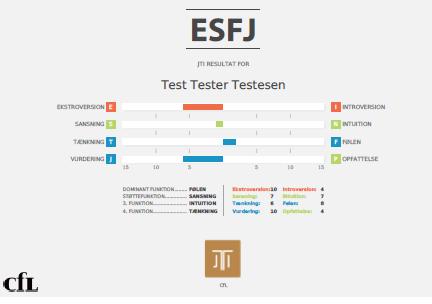 ESFJ
JTI RESULTAT FOR
Test Tester Testesen
EKSTROVERSION E I INTROVERSION
SANSNING S N INTUITION
TÆNKNING T F FØLEN
VURDERING J P OPFATTELSE
15 10 5 5 10 15
DOMINANT FUNKTION......... FØLEN Ekstroversion: 10 Introversion: 4
STØTTEFUNKTION............... SANSNING Sansning: 7 Intuition: 7
3. FUNKTION....................... INTUITION Tænkning: 6 Følen: 8
4. FUNKTION....................... TÆNKNING Vurdering: 10 Opfattelse: 4
JTI
CfL
cfL